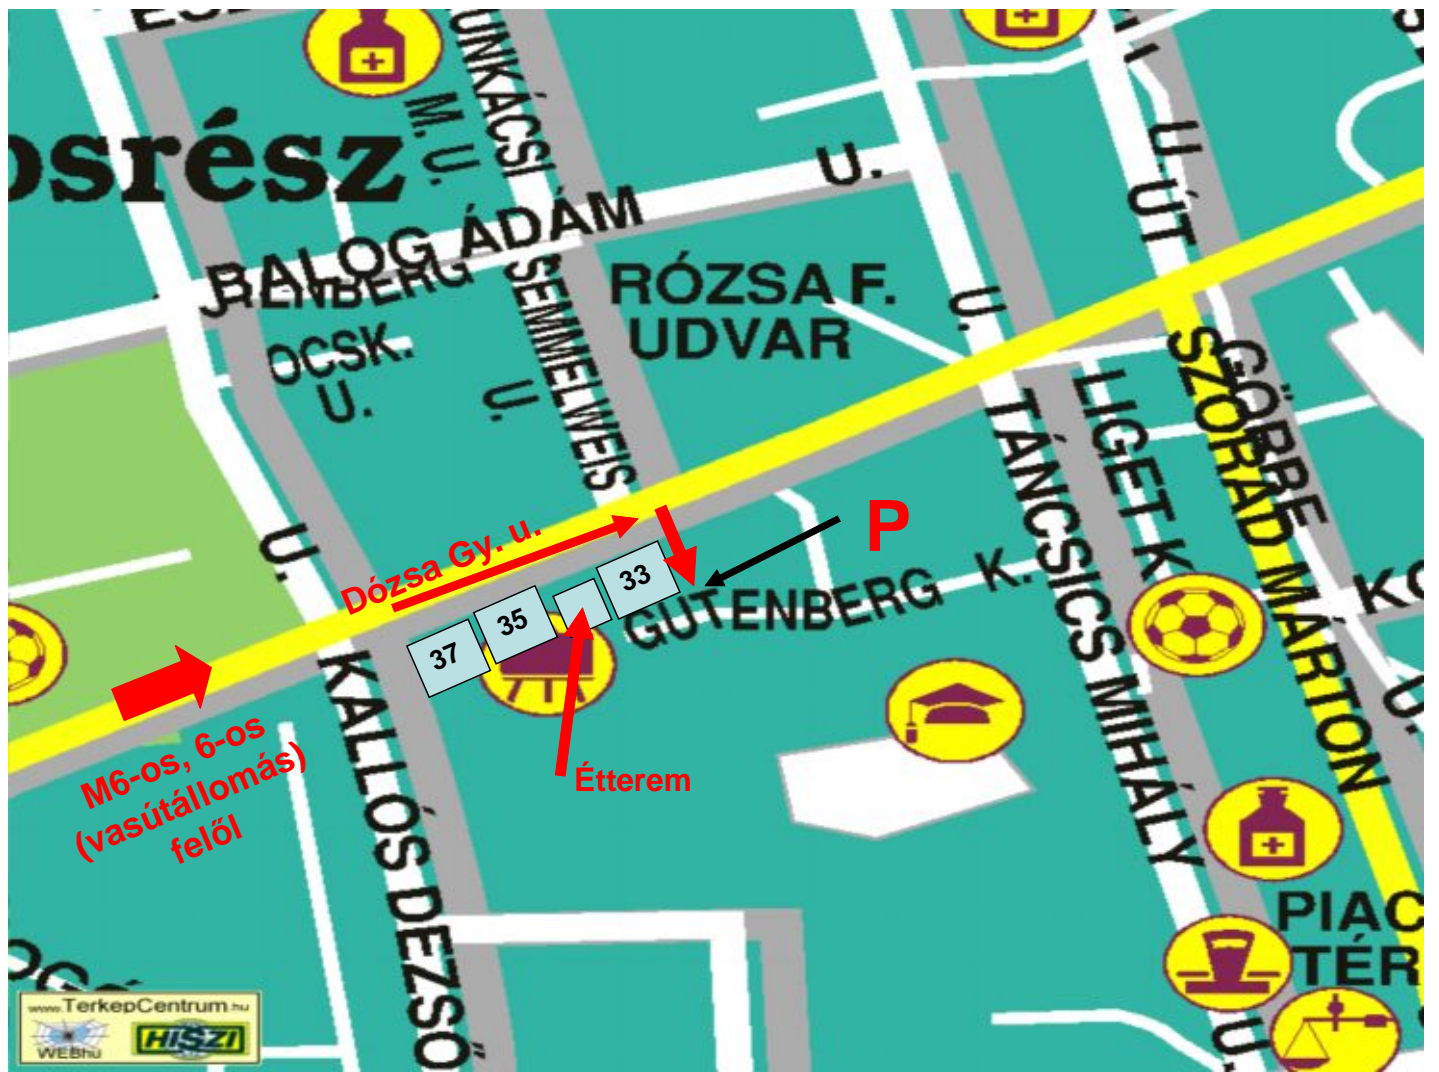 UNKÁCSI
M. U.
osrész
BALOG ÁDÁM
U.
U.
ÚT
OCSK.
U.
U.
SEMMELWEIS
RÓZSA F.
UDVAR
U.
SZÓRÁD MÁRTON
GÖRBE
LIGET K.
TÁNCSICS MIHÁLY
U.
Dózsa Gy. u.
P
33
35
37
GUTENBERG K.
U.
KALLÓS DEZSŐ
U.
M6-os, 6-os
(vasútállomás)
felől
Étterem
PIAC
TÉR
U.
www.TerkepCentrum.hu
WEBhu
HISZI